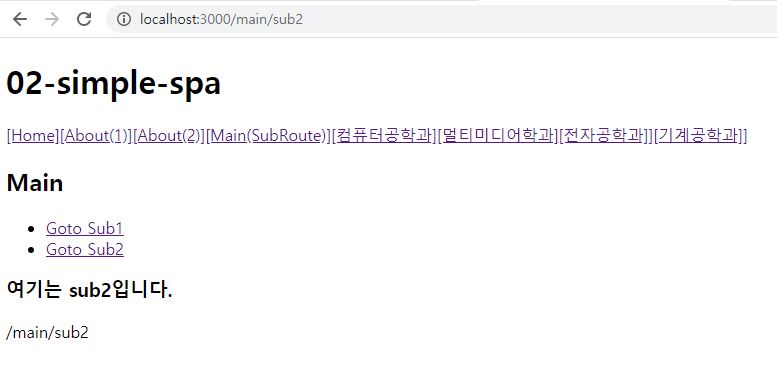 localhost:3000/main/sub2
02-simple-spa
[Home][About(1)][About(2)][Main(SubRoute)][컴퓨터공학과][멀티미디어학과][전자공학과]][기계공학과]]
Main
Goto Sub1
Goto Sub2
여기는 sub2입니다.
/main/sub2